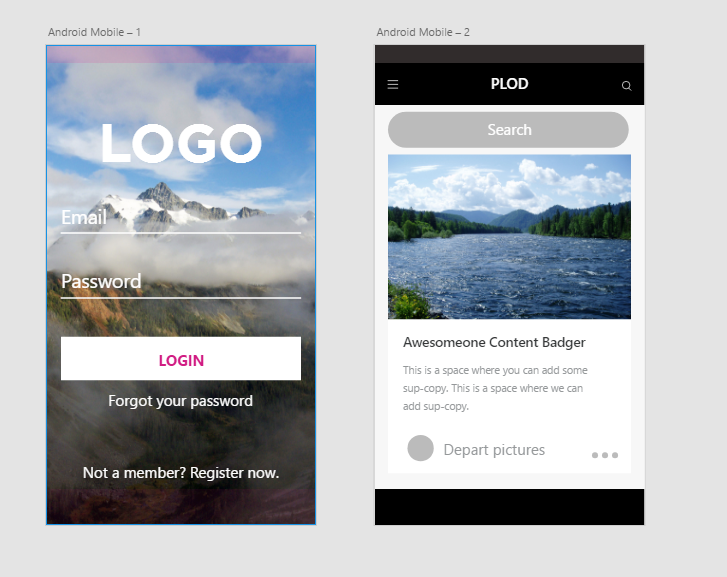 Android Mobile – 1
LOGO
Email
Password
LOGIN
Forgot your password
Not a member? Register now.
Android Mobile – 2
PLOD
Search
Awesomeone Content Badger
This is a space where you can add some
sup-copy. This is a space where we can
add sup-copy.
Depart pictures